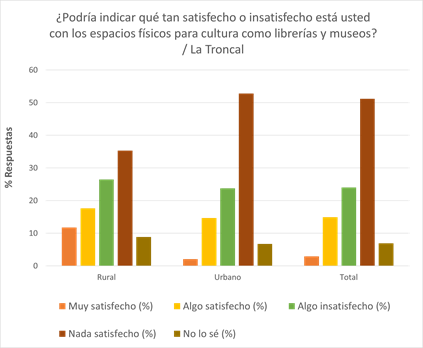 ¿Podría indicar qué tan satisfecho o insatisfecho está usted
con los espacios físicos para cultura como librerías y museos?
/ La Troncal
% Respuestas
60
50
40
30
20
10
0
Rural
Urbano
Total
Muy satisfecho (%)
Algo satisfecho (%)
Algo insatisfecho (%)
Nada satisfecho (%)
No lo sé (%)